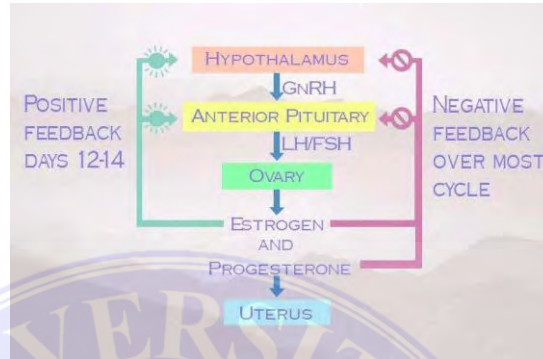 HYPOTHALAMUS
GNRH
POSITIVE
FEEDBACK
DAYS 12-14
ANTERIOR PITUITARY
LH/FSH
NEGATIVE
FEEDBACK
OVER MOST
CYCLE
OVARY
ESTROGEN
AND
PROGESTERONE
UTERUS
VERSI